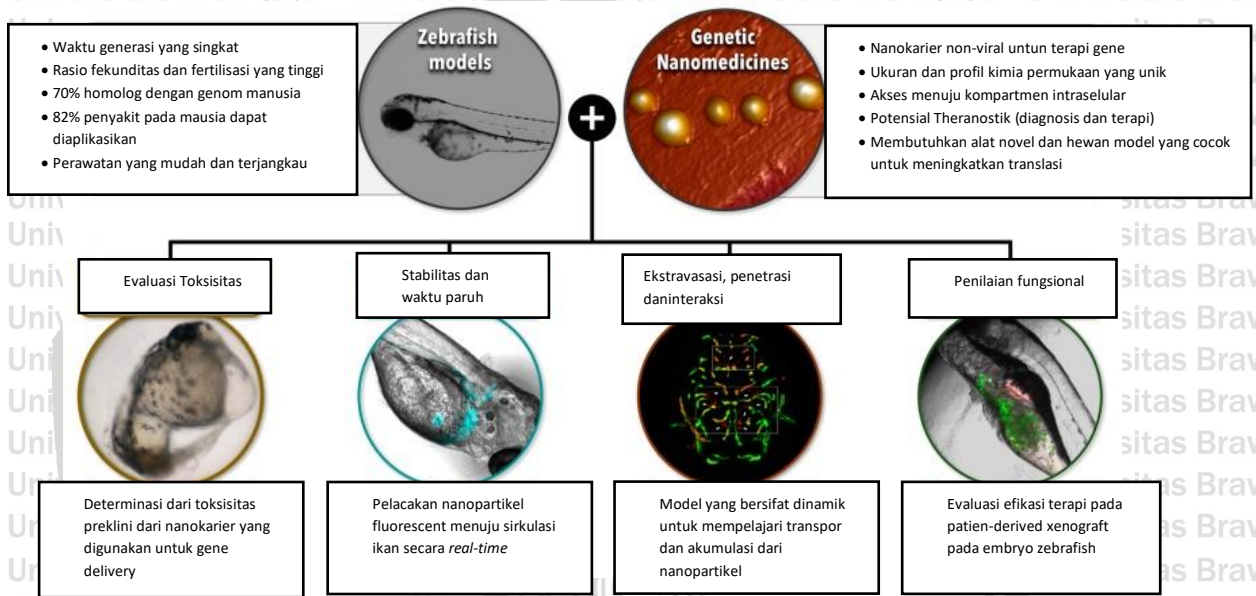 • Waktu generasi yang singkat
• Rasio fekunditas dan fertilisasi yang tinggi
• 70% homolog dengan genom manusia
• 82% penyakit pada mausia dapat
diaplikasikan
• Perawatan yang mudah dan terjangkau
Zebrafish
models
+
Genetic
Nanomedicines
• Nanokarier non-viral untun terapi gene
• Ukuran dan profil kimia permukaan yang unik
• Akses menuju kompartmen intraselular
• Potensial Theranostik (diagnosis dan terapi)
• Membutuhkan alat novel dan hewan model yang cocok
untuk meningkatkan translasi
Evaluasi Toksisitas
Stabilitas dan
waktu paruh
Ekstravasasi, penetrasi
daninteraksi
Penilaian fungsional
Determinasi dari toksisitas
preklini dari nanokarier yang
digunakan untuk gene
delivery
Pelacakan nanopartikel
fluorescent menuju sirkulasi
ikan secara real-time
Model yang bersifat dinamik
untuk mempelajari transpor
dan akumulasi dari
nanopartikel
Evaluasi efikasi terapi pada
patien-derived xenograft
pada embryo zebrafish